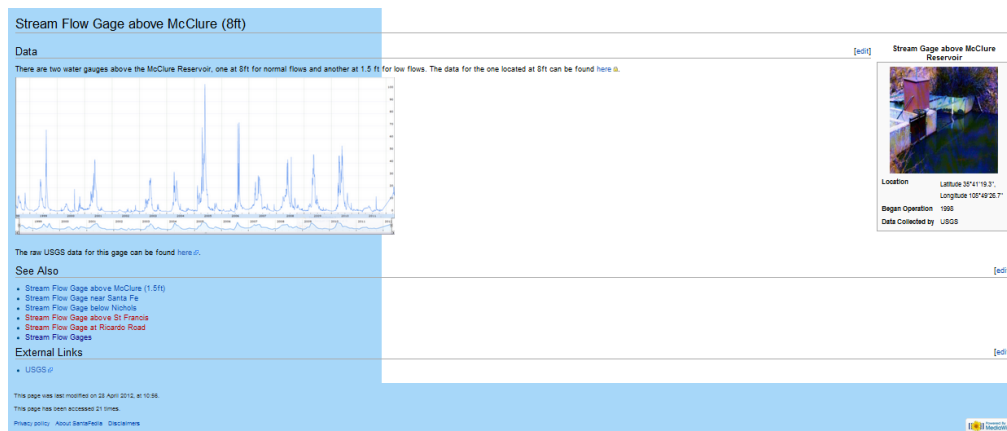 Stream Flow Gage above McClure (8ft)
Data
[edit]
There are two water gauges above the McClure Reservoir, one at 8ft for normal flows and another at 1.5 ft for low flows. The data for the one located at 8ft can be found here.
Stream Gage above McClure
Reservoir
Location Latitude 35°41'19.3",
Longitude 105°49'26.7"
Began Operation 1998
Data Collected by USGS
The raw USGS data for this gage can be found here.
See Also
Stream Flow Gage above McClure (1.5ft)
Stream Flow Gage near Santa Fe
Stream Flow Gage below Nichols
Stream Flow Gage above St Francis
Stream Flow Gage at Ricardo Road
Stream Flow Gages
External Links
USGS
This page was last modified on 23 April 2012, at 10:56.
This page has been accessed 21 times.
Privacy policy About SantaFedia Disclaimers